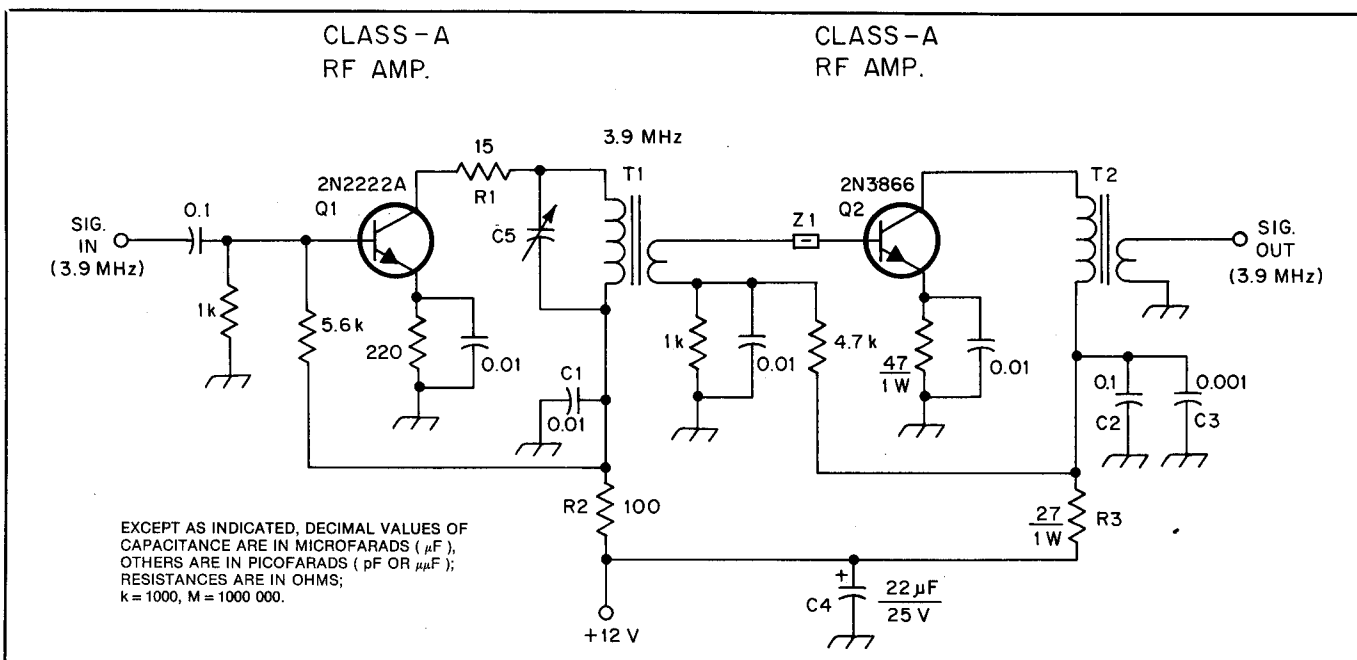 CLASS-A
RF AMP.
CLASS-A
RF AMP.
3.9 MHz
15
R1
2N2222A
Q1
T1
2N3866
Q2
T2
SIG.
IN
(3.9 MHz)
0.1
C5
Z1
SIG.
OUT
(3.9 MHz)
1k
5.6k
220
0.01
C1
0.01
1k
0.01
4.7k
47
1W
0.01
0.1
C2
0.001
C3
R2
100
27
1W
R3
EXCEPT AS INDICATED, DECIMAL VALUES OF
CAPACITANCE ARE IN MICROFARADS ( µF ),
OTHERS ARE IN PICOFARADS ( pF OR µµF );
RESISTANCES ARE IN OHMS;
k = 1000, M = 1000 000.
+
C4
22 µF
25 V
+12 V